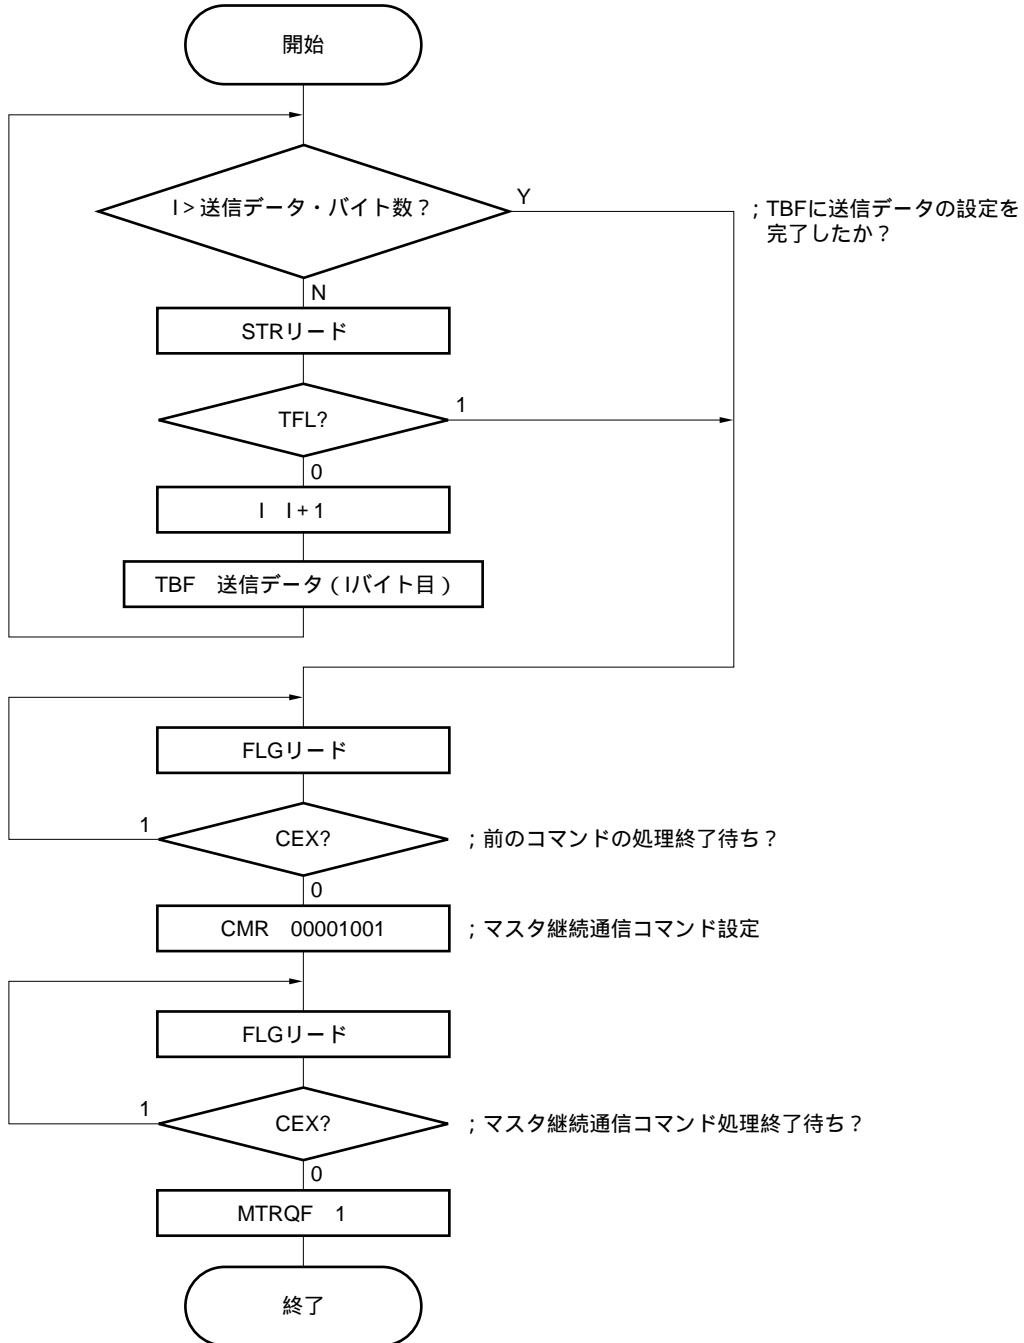 開始
I > 送信データ・バイト数？
Y
；TBFに送信データの設定を
完了したか？
N
STRリード
TFL?
1
0
I　I + 1
TBF　送信データ（Iバイト目）
FLGリード
1
CEX?
；前のコマンドの処理終了待ち？
0
CMR　00001001
；マスタ継続通信コマンド設定
FLGリード
1
CEX?
；マスタ継続通信コマンド処理終了待ち？
0
MTRQF　1
終了